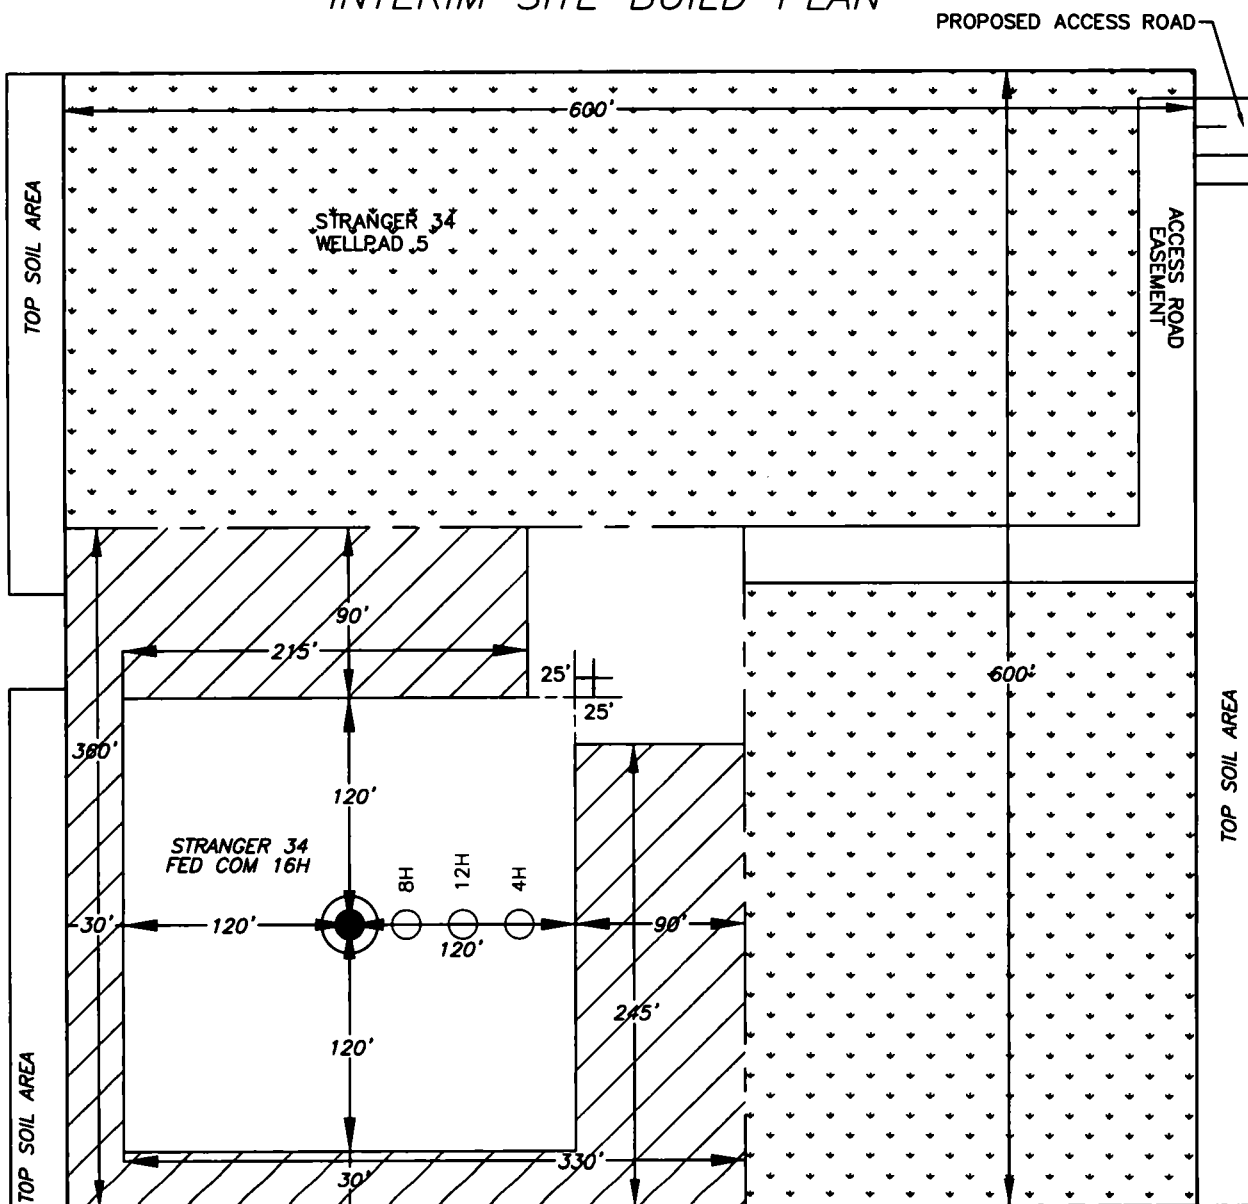 INTERIM SITE BUILD PLAN
PROPOSED ACCESS ROAD
600'
TOP SOIL AREA
STRANGER 34
WELLPAD 5
ACCESS ROAD
EASEMENT
90'
215'
25'
25'
600'
TOP SOIL AREA
360'
120'
STRANGER 34
FED COM 16H
8H
12H
4H
30'
120'
120'
90'
245'
120'
TOP SOIL AREA
330'
30'